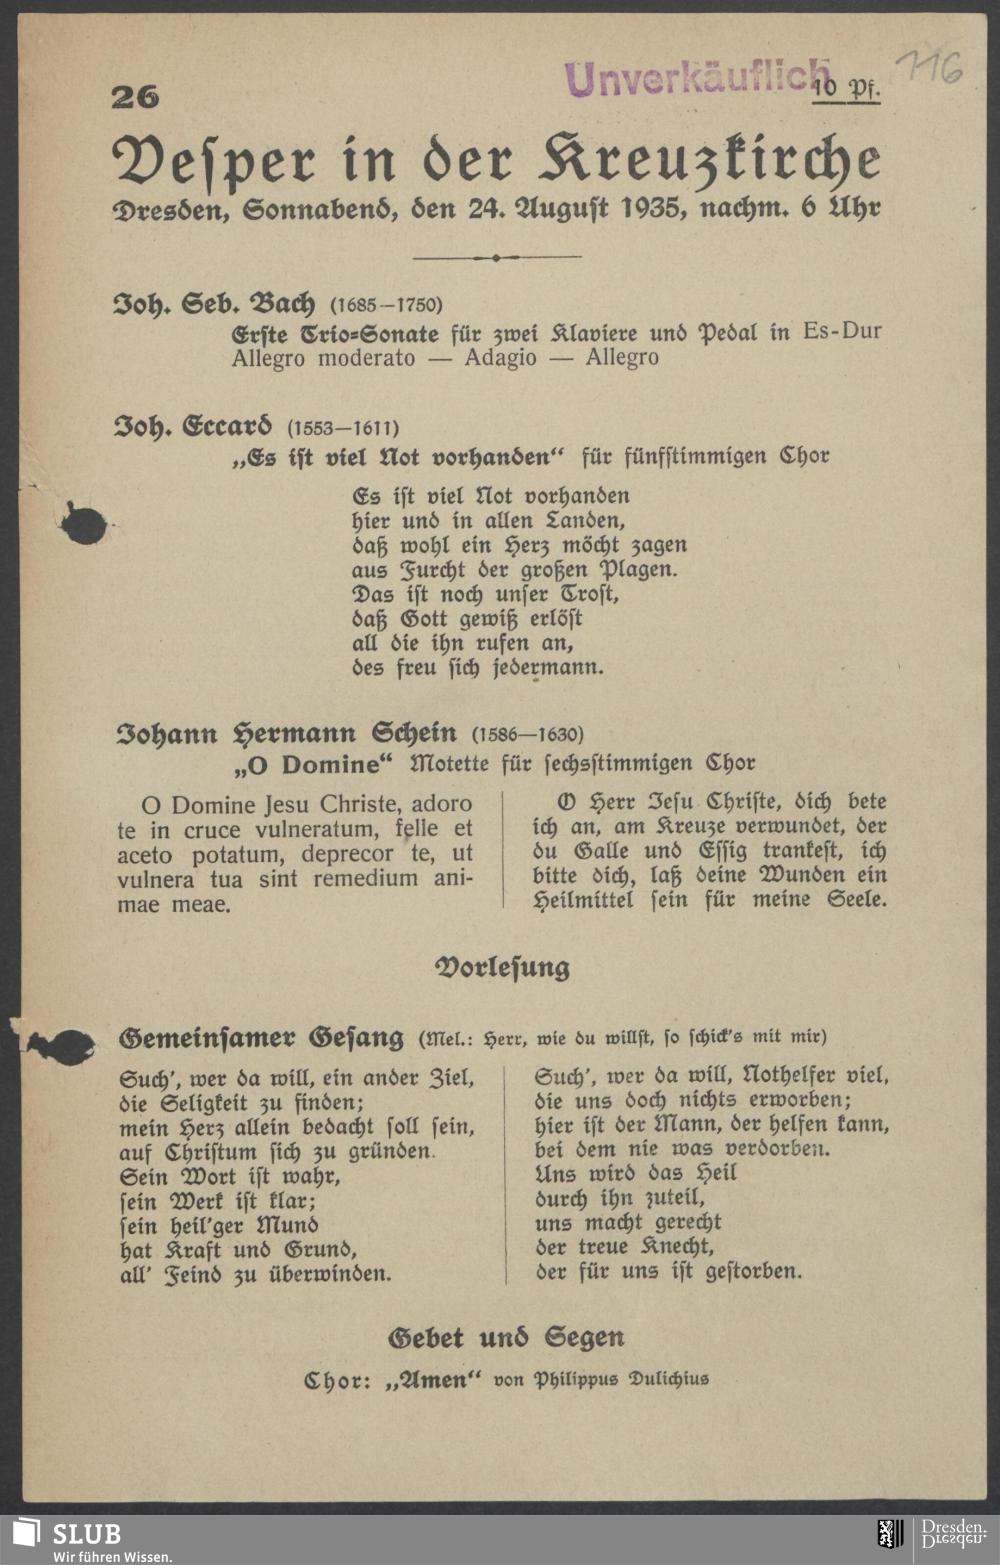 Unverkäuflich
116
26
10 Pf.
Vesper in der Kreuzkirche
Dresden, Sonnabend, den 24. August 1935, nachm. 6 Uhr
Joh. Seb. Bach (1685–1750)
Erste Trio=Sonate für zwei Klaviere und Pedal in Es-Dur
Allegro moderato — Adagio — Allegro
Joh. Eccard (1553—1611)
„Es ist viel Not vorhanden“ für fünfstimmigen Chor
Es ist viel Not vorhanden
hier und in allen Landen,
daß wohl ein Herz möcht zagen
aus Furcht der großen Plagen.
Das ist noch unser Trost,
daß Gott gewiß erlöst
all die ihn rufen an,
des freu sich jedermann.
Johann Hermann Schein (1586—1630)
„O Domine“ Motette für sechsstimmigen Chor
O Domine Jesu Christe, adoro
te in cruce vulneratum, felle et
aceto potatum, deprecor te, ut
vulnera tua sint remedium ani-
mae meae.
O Herr Jesu Christe, dich bete
ich an, am Kreuze verwundet, der
du Galle und Essig trankest, ich
bitte dich, laß deine Wunden ein
Heilmittel sein für meine Seele.
Vorlesung
Gemeinsamer Gesang (Mel.: Herr, wie du willst, so schick's mit mir)
Such', wer da will, ein ander Ziel,
die Seligkeit zu finden;
mein Herz allein bedacht soll sein,
auf Christum sich zu gründen.
Sein Wort ist wahr,
sein Werk ist klar;
sein heil'ger Mund
hat Kraft und Grund,
all' Feind zu überwinden.
Such', wer da will, Nothelfer viel,
die uns doch nichts erworben;
hier ist der Mann, der helfen kann,
bei dem nie was verdorben.
Uns wird das Heil
durch ihn zuteil,
uns macht gerecht
der treue Knecht,
der für uns ist gestorben.
Gebet und Segen
Chor: „Amen“ von Philippus Dulichius
SLUB
Wir führen Wissen.
Dresden.
Dresden.